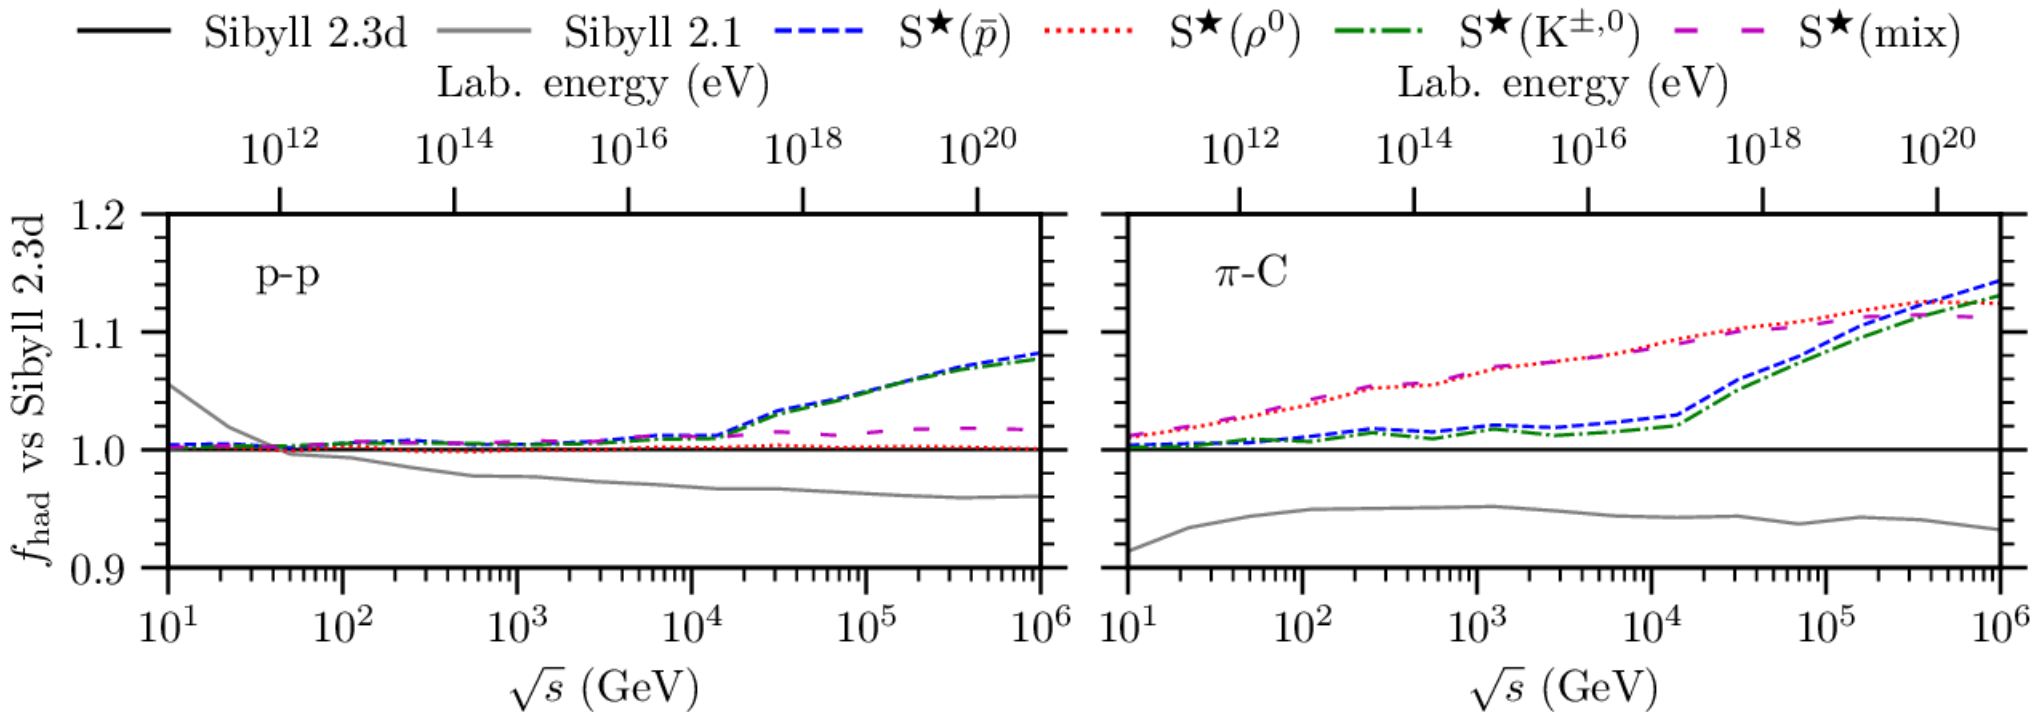 Sibyll 2.3d Sibyll 2.1 S★(p̄) S★(ρ⁰) S★(K±,⁰) S★(mix)
Lab. energy (eV) Lab. energy (eV)
10¹² 10¹⁴ 10¹⁶ 10¹⁸ 10²⁰ 10¹² 10¹⁴ 10¹⁶ 10¹⁸ 10²⁰
f_had vs Sibyll 2.3d
1.2
1.1
1.0
0.9
p-p
π-C
10¹ 10² 10³ 10⁴ 10⁵ 10⁶ 10¹ 10² 10³ 10⁴ 10⁵ 10⁶
√s (GeV) √s (GeV)